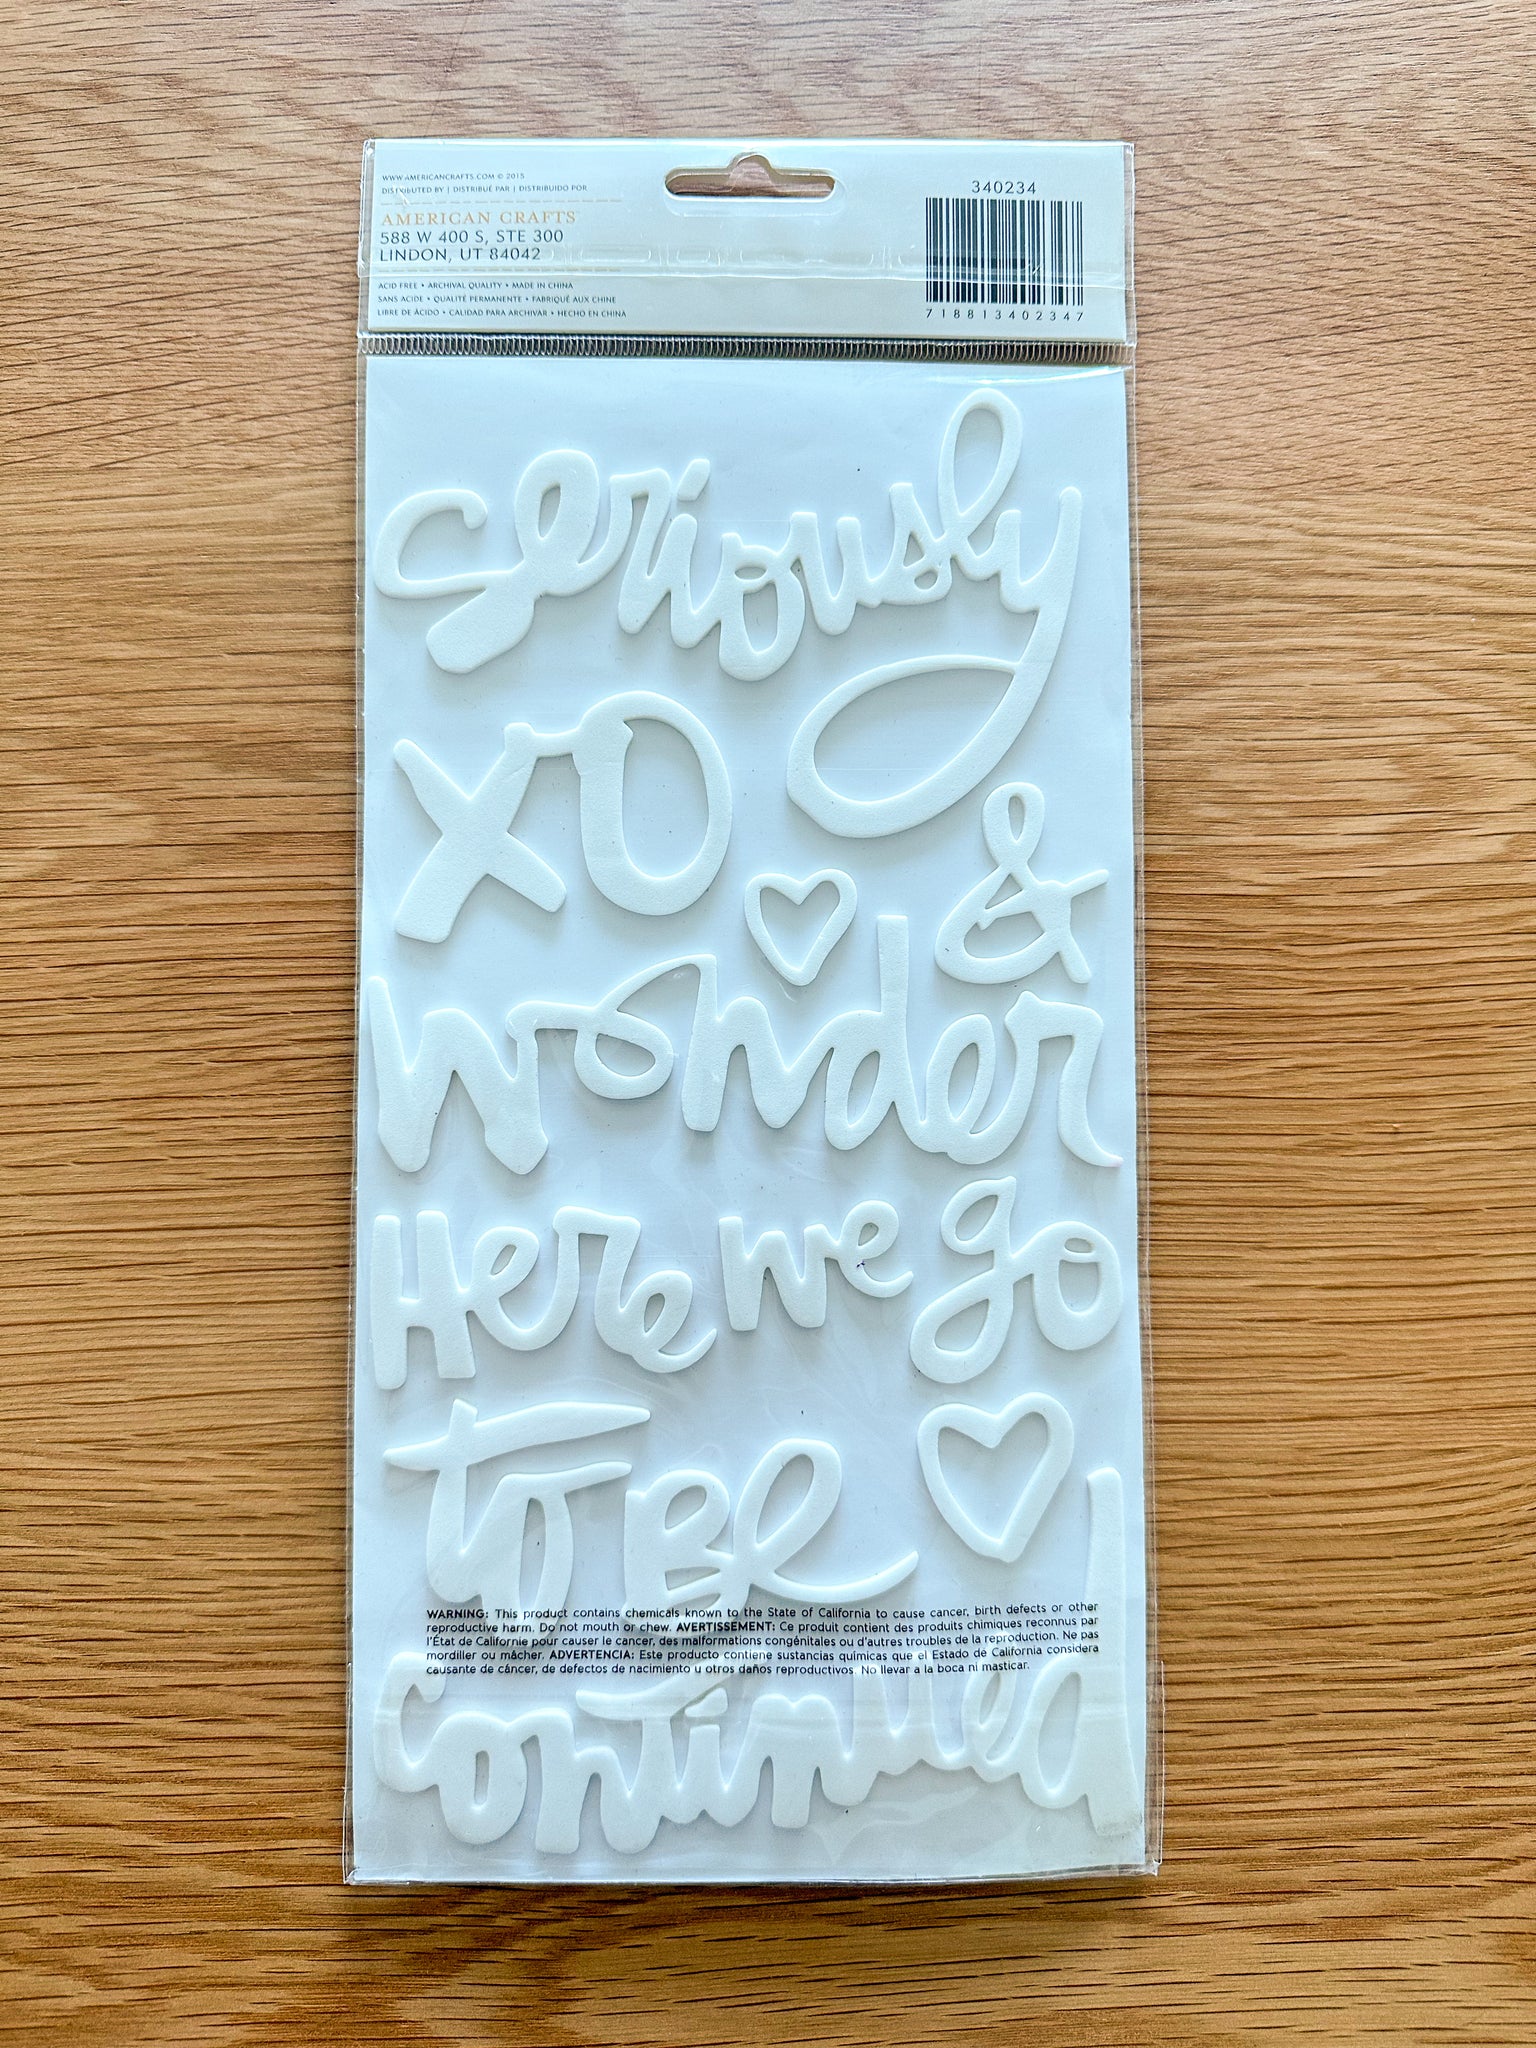 WWW.AMERICANCRAFTS.COM © 2015
DISTRIBUTED BY | DISTRIBUÉ PAR | DISTRIBUIDO POR
AMERICAN CRAFTS™
588 W 400 S, STE 300
LINDON, UT 84042
ACID FREE • ARCHIVAL QUALITY • MADE IN CHINA
SANS ACIDE • QUALITÉ PERMANENTE • FABRIQUÉ AUX CHINE
LIBRE DE ÁCIDO • CALIDAD PARA ARCHIVAR • HECHO EN CHINA
340234
718813402347
seriously
XO
&
wonder
Here we go
to Be
WARNING: This product contains chemicals known to the State of California to cause cancer, birth defects or other
reproductive harm. Do not mouth or chew. AVERTISSEMENT: Ce produit contient des produits chimiques reconnus par
l'État de Californie pour causer le cancer, des malformations congénitales ou d'autres troubles de la reproduction. Ne pas
mordiller ou mâcher. ADVERTENCIA: Este producto contiene sustancias químicas que el Estado de California considera
causante de câncer, de defectos de nacimiento u otros daños reproductivos. No llevar a la boca ni masticar.
continued